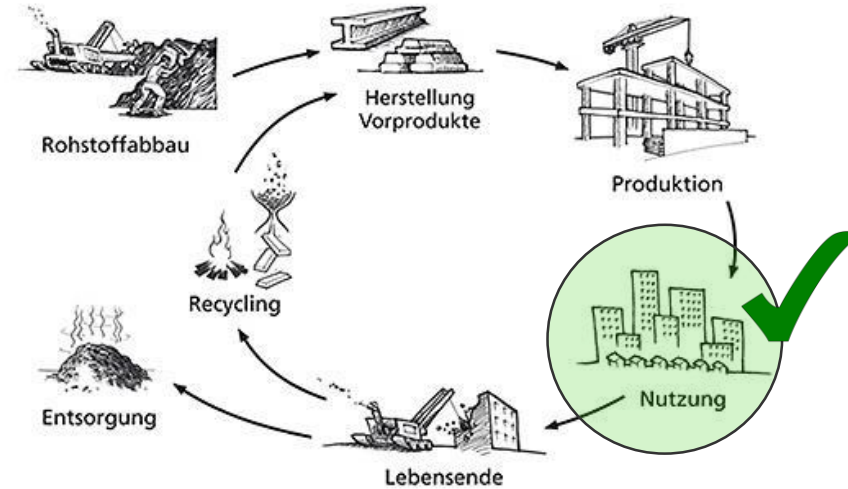 Rohstoffabbau
Herstellung
Vorprodukte
Produktion
Nutzung
Lebensende
Recycling
Entsorgung